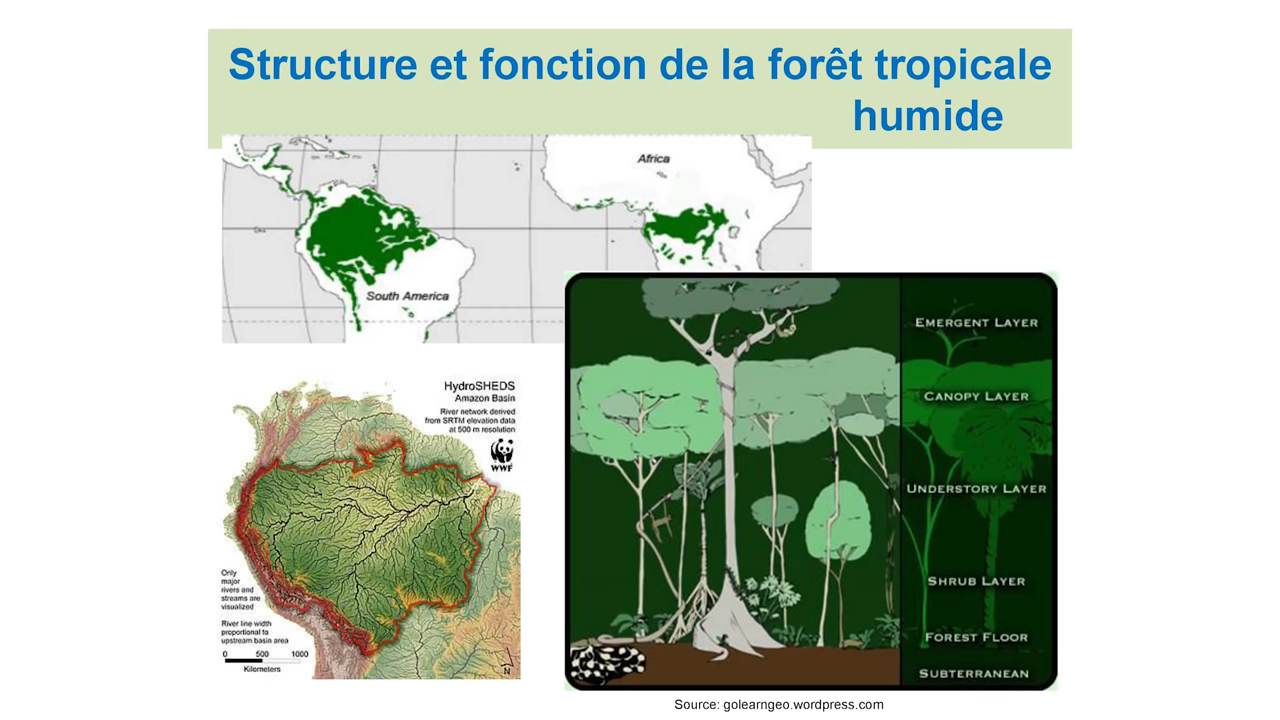 Structure et fonction de la forêt tropicale
humide
Africa
South America
HydroSHEDS
Amazon Basin
River network derived
from SRTM elevation data
at 500 m resolution
WWF
Only
major
rivers and
streams are
visualized
River line width
proportional to
upstream basin area
0 500 1000
Kilometers
N
EMERGENT LAYER
CANOPY LAYER
UNDERSTORY LAYER
SHRUB LAYER
FOREST FLOOR
SUBTERRANEAN
Source: golearngeo.wordpress.com